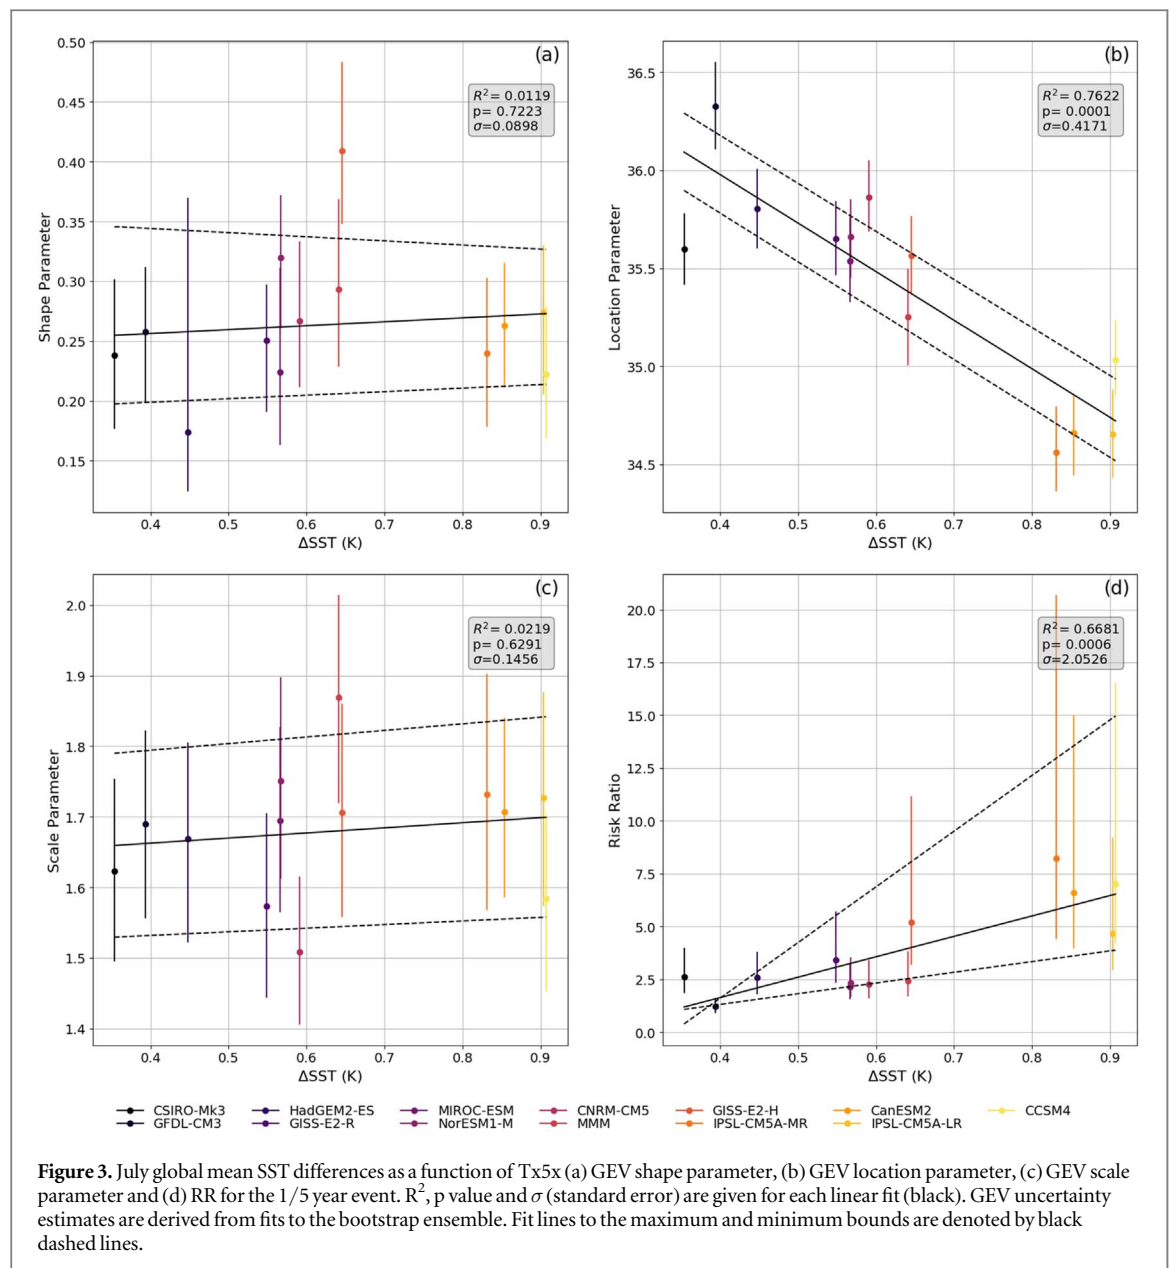 (a)
R²= 0.0119
p= 0.7223
σ=0.0898
Shape Parameter
0.50
0.45
0.40
0.35
0.30
0.25
0.20
0.15
0.4 0.5 0.6 0.7 0.8 0.9
ΔSST (K)
(b)
R²= 0.7622
p= 0.0001
σ=0.4171
Location Parameter
36.5
36.0
35.5
35.0
34.5
0.4 0.5 0.6 0.7 0.8 0.9
ΔSST (K)
(c)
R²= 0.0219
p= 0.6291
σ=0.1456
Scale Parameter
2.0
1.9
1.8
1.7
1.6
1.5
1.4
0.4 0.5 0.6 0.7 0.8 0.9
ΔSST (K)
(d)
R²= 0.6681
p= 0.0006
σ=2.0526
Risk Ratio
20.0
17.5
15.0
12.5
10.0
7.5
5.0
2.5
0.0
0.4 0.5 0.6 0.7 0.8 0.9
ΔSST (K)
CSIRO-Mk3 HadGEM2-ES MIROC-ESM CNRM-CM5 GISS-E2-H CanESM2 CCSM4
GFDL-CM3 GISS-E2-R NorESM1-M MMM IPSL-CM5A-MR IPSL-CM5A-LR
Figure 3. July global mean SST differences as a function of Tx5x (a) GEV shape parameter, (b) GEV location parameter, (c) GEV scale
parameter and (d) RR for the 1/5 year event. R², p value and σ (standard error) are given for each linear fit (black). GEV uncertainty
estimates are derived from fits to the bootstrap ensemble. Fit lines to the maximum and minimum bounds are denoted by black
dashed lines.